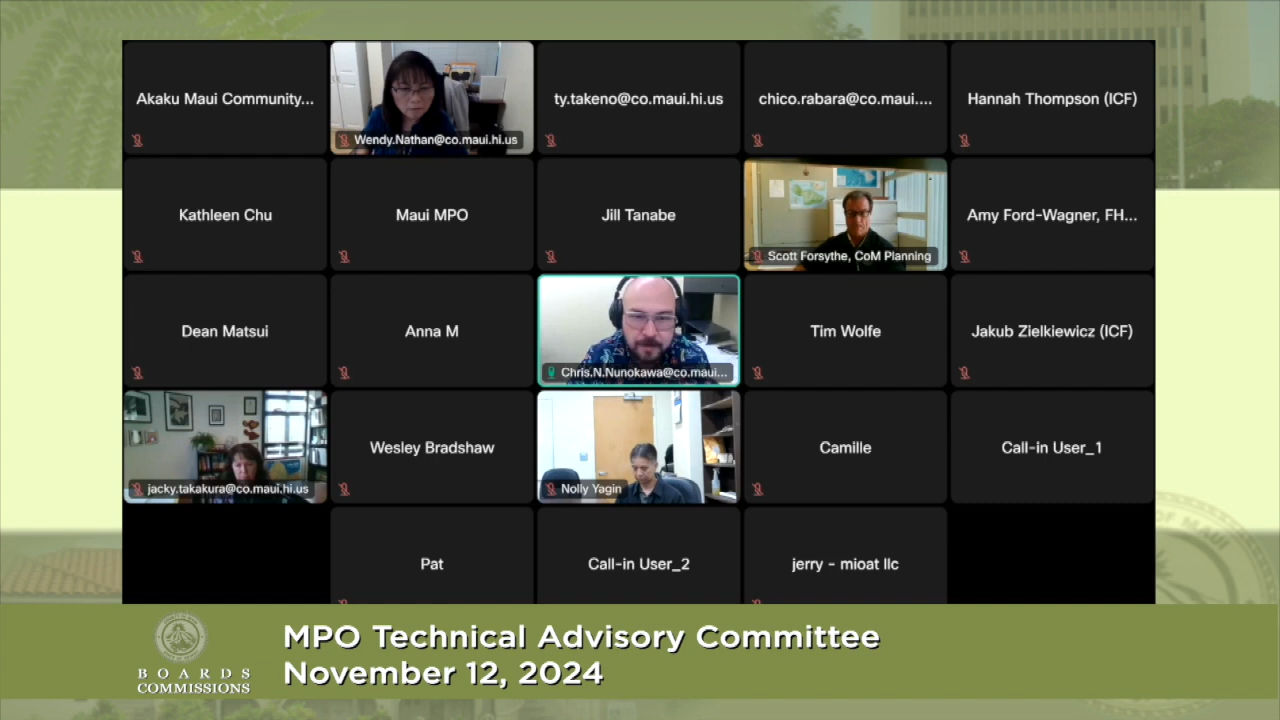 Akaku Maui Community...
Wendy.Nathan@co.maui.hi.us
ty.takeno@co.maui.hi.us
chico.rabara@co.maui....
Hannah Thompson (ICF)
Kathleen Chu
Maui MPO
Jill Tanabe
Scott Forsythe, CoM Planning
Amy Ford-Wagner, FH...
Dean Matsui
Anna M
Chris.N.Nunokawa@co.maui...
Tim Wolfe
Jakub Zielkiewicz (ICF)
jacky.takakura@co.maui.hi.us
Wesley Bradshaw
Nolly Yagin
Camille
Call-in User_1
Pat
Call-in User_2
jerry - mioat llc
BOARDS
COMMISSIONS
MPO Technical Advisory Committee
November 12, 2024